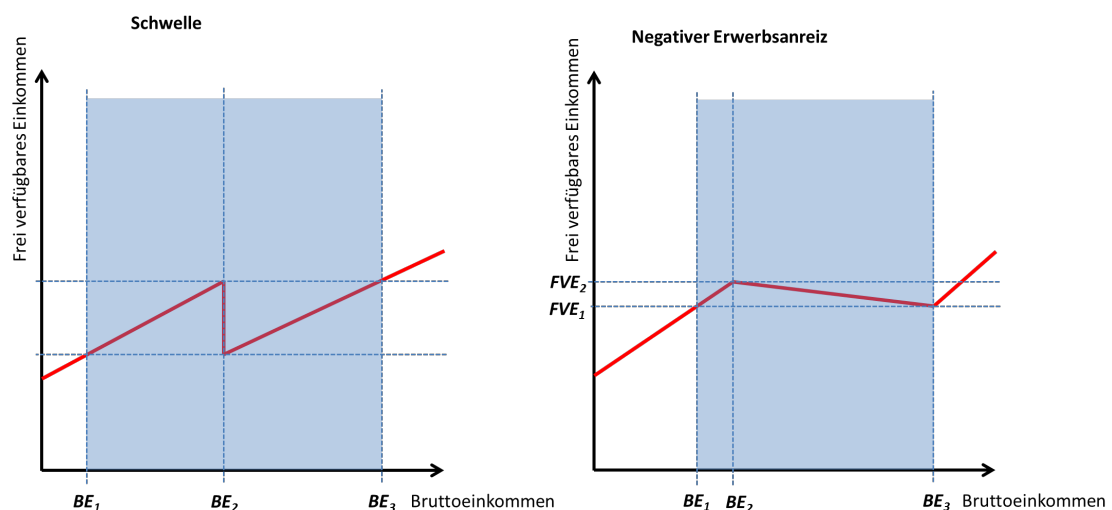 Schwelle
Frei verfügbares Einkommen
BE1 BE2 BE3 Bruttoeinkommen
Negativer Erwerbsanreiz
Frei verfügbares Einkommen
FVE2
FVE1
BE1 BE2 BE3 Bruttoeinkommen